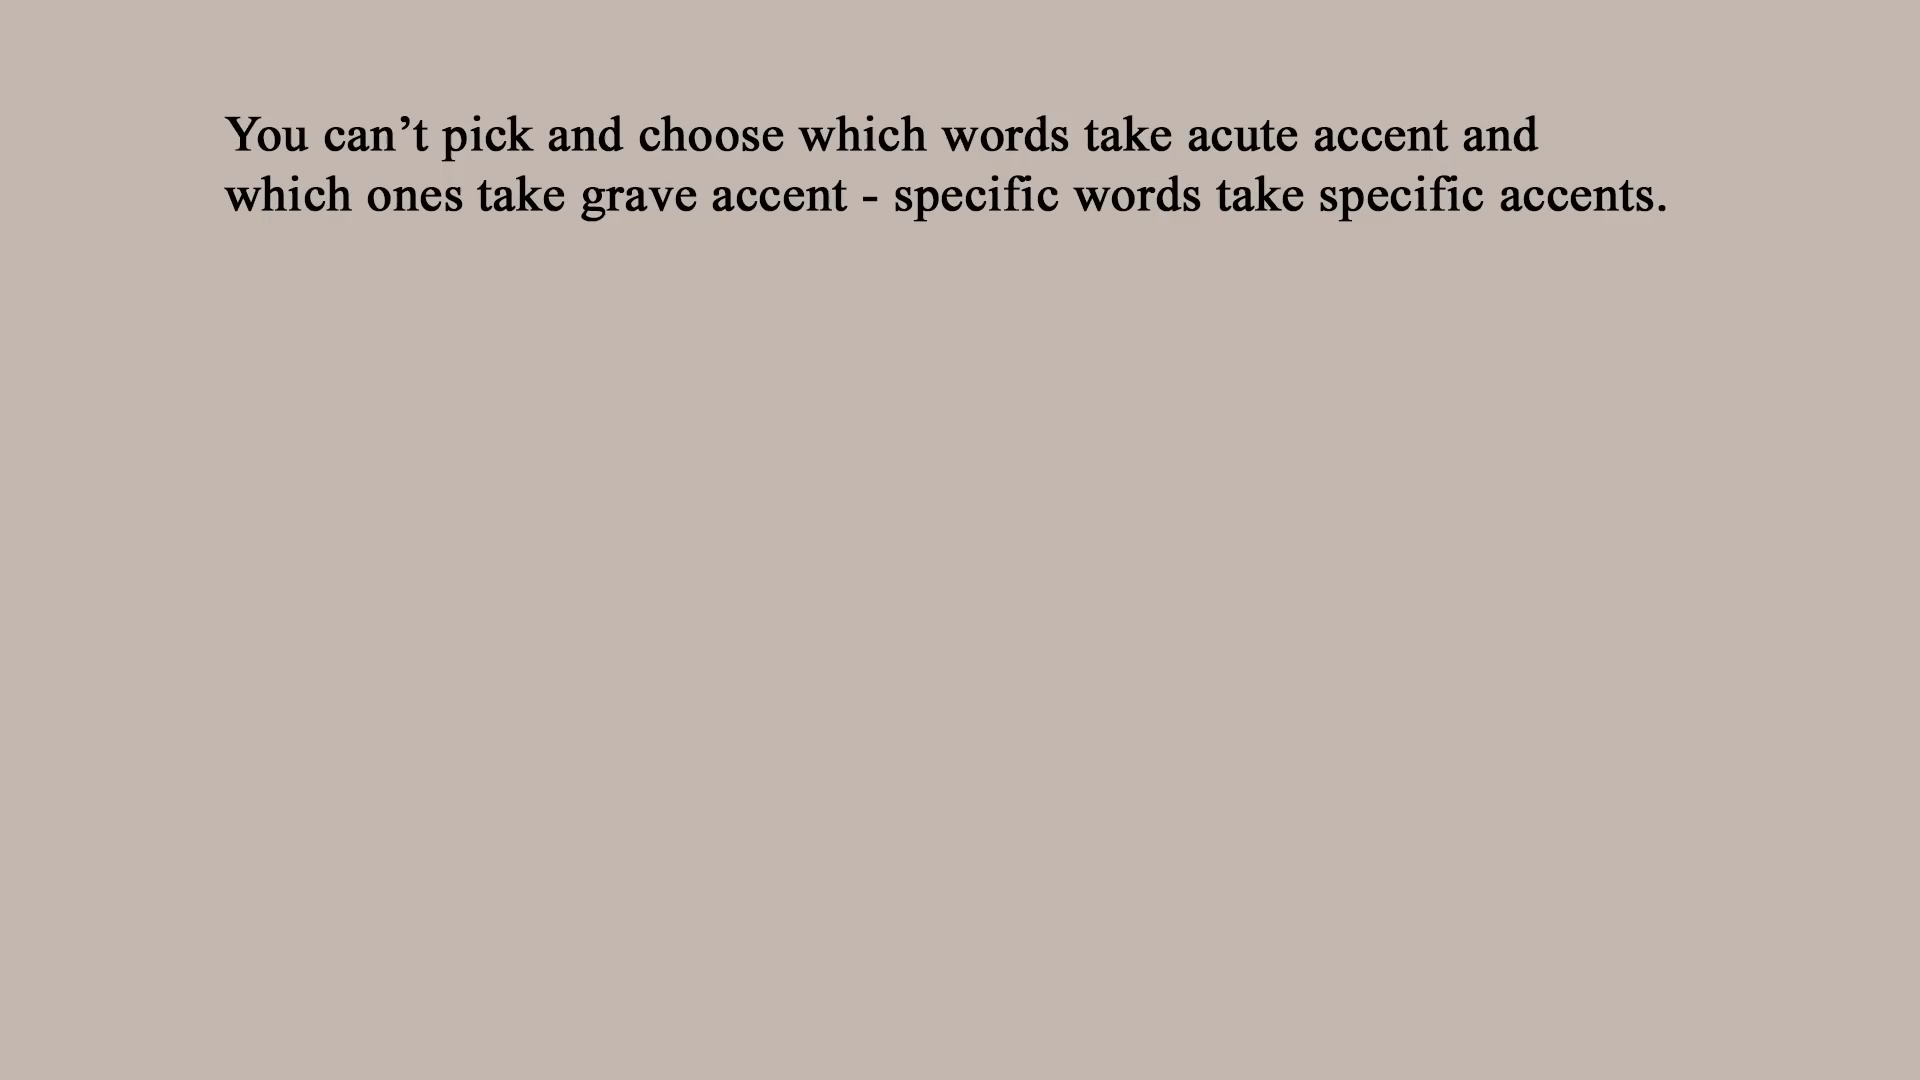 You can’t pick and choose which words take acute accent and
which ones take grave accent - specific words take specific accents.